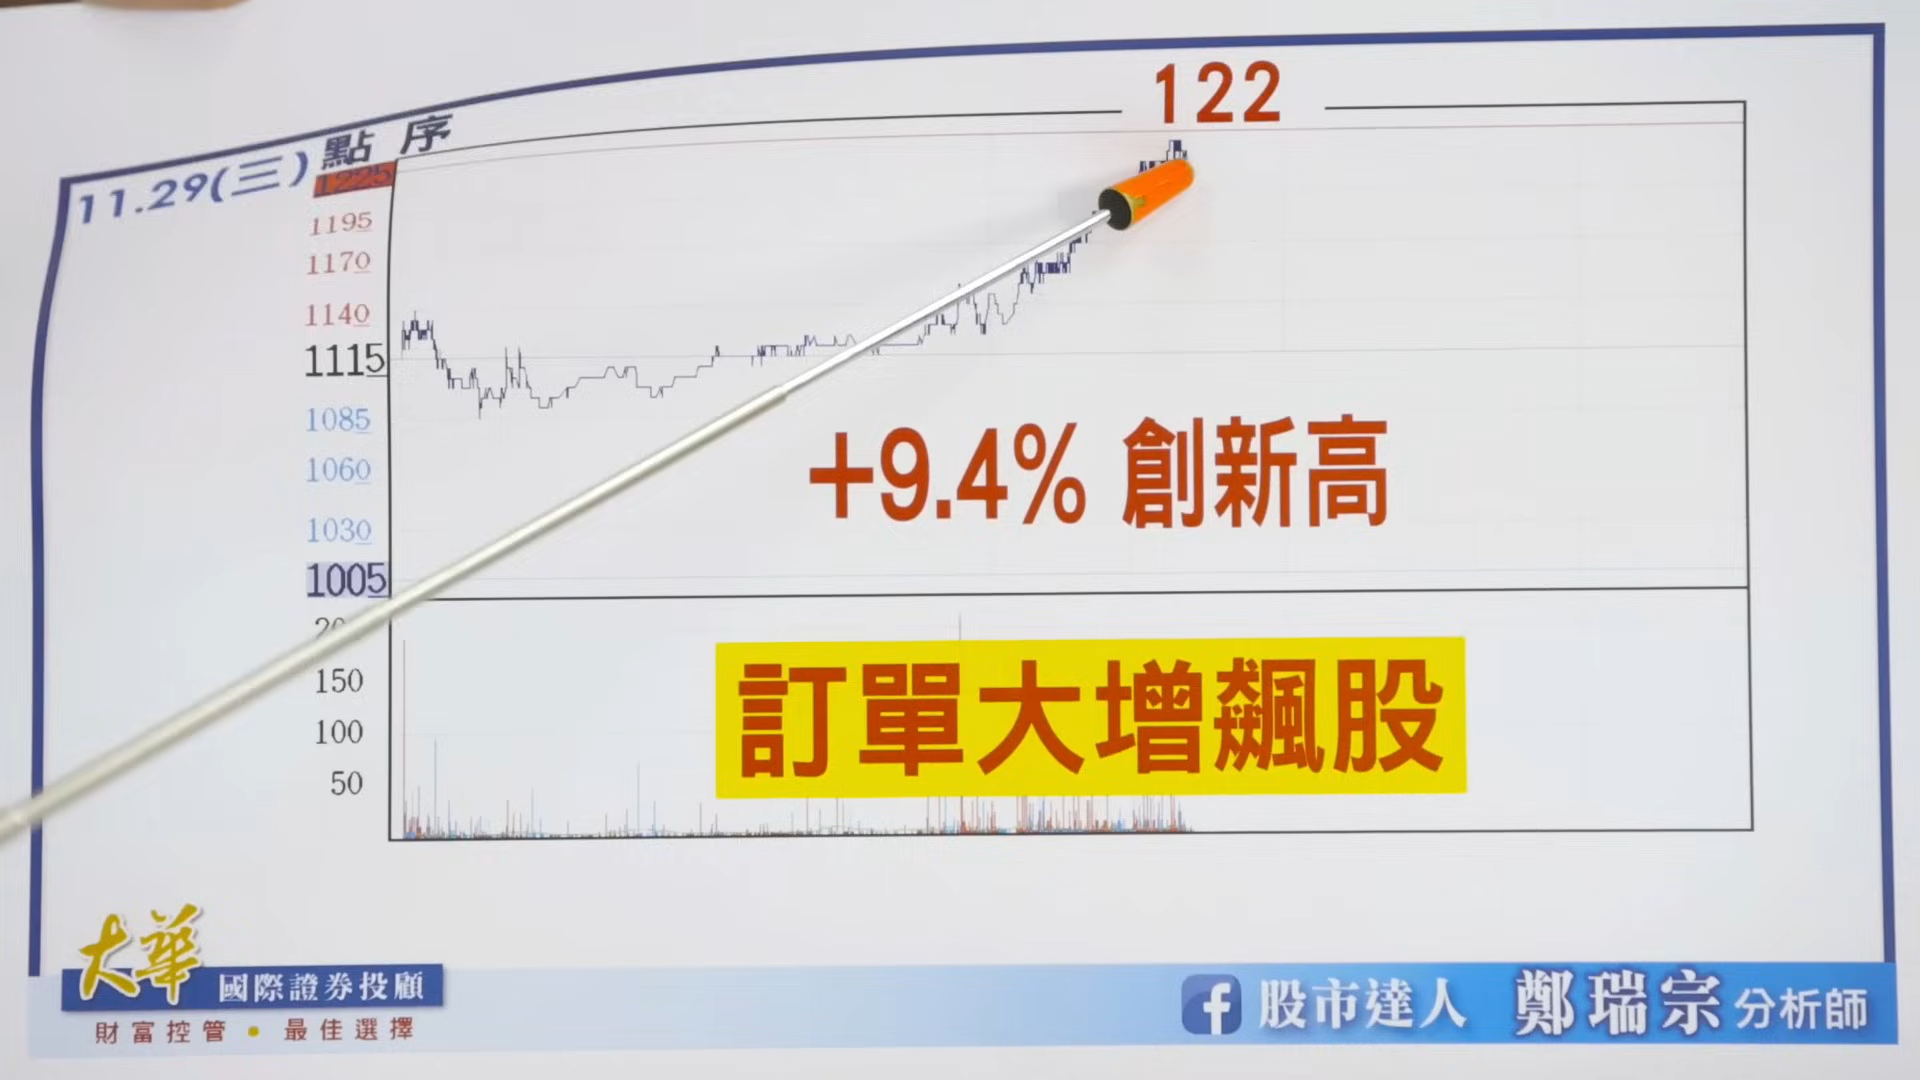 11.29(三)
點序
122
1225
1195
1170
1140
1115
1085
1060
1030
1005
+9.4% 創新高
150
100
50
訂單大增飆股
大華
國際證券投顧
財富控管・最佳選擇
股市達人 鄭瑞宗 分析師